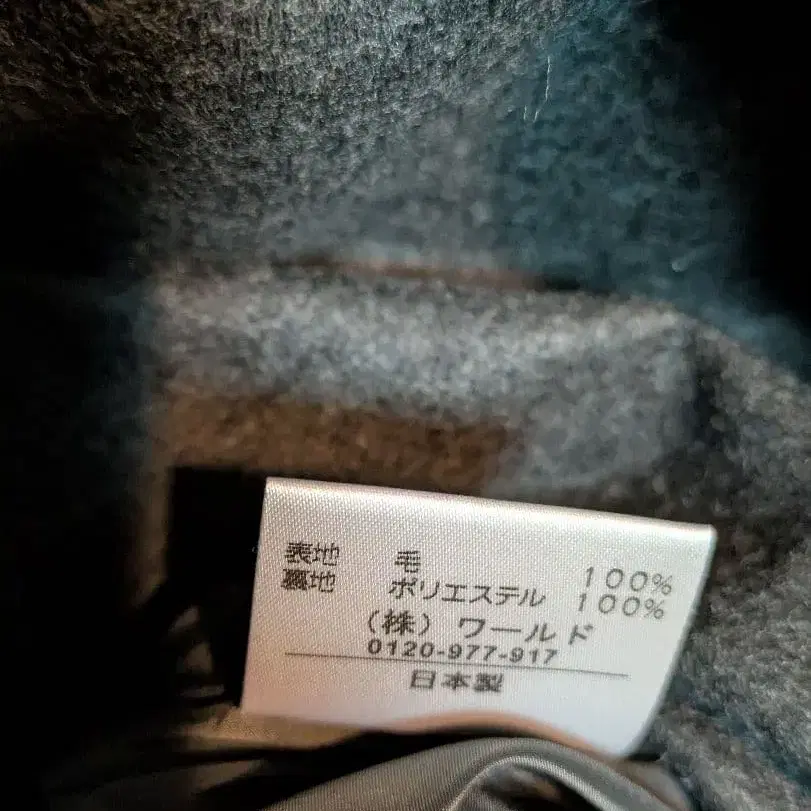 表地 毛 100%
裏地 ポリエステル 100%
(株) ワールド
0120-977-917
日本製